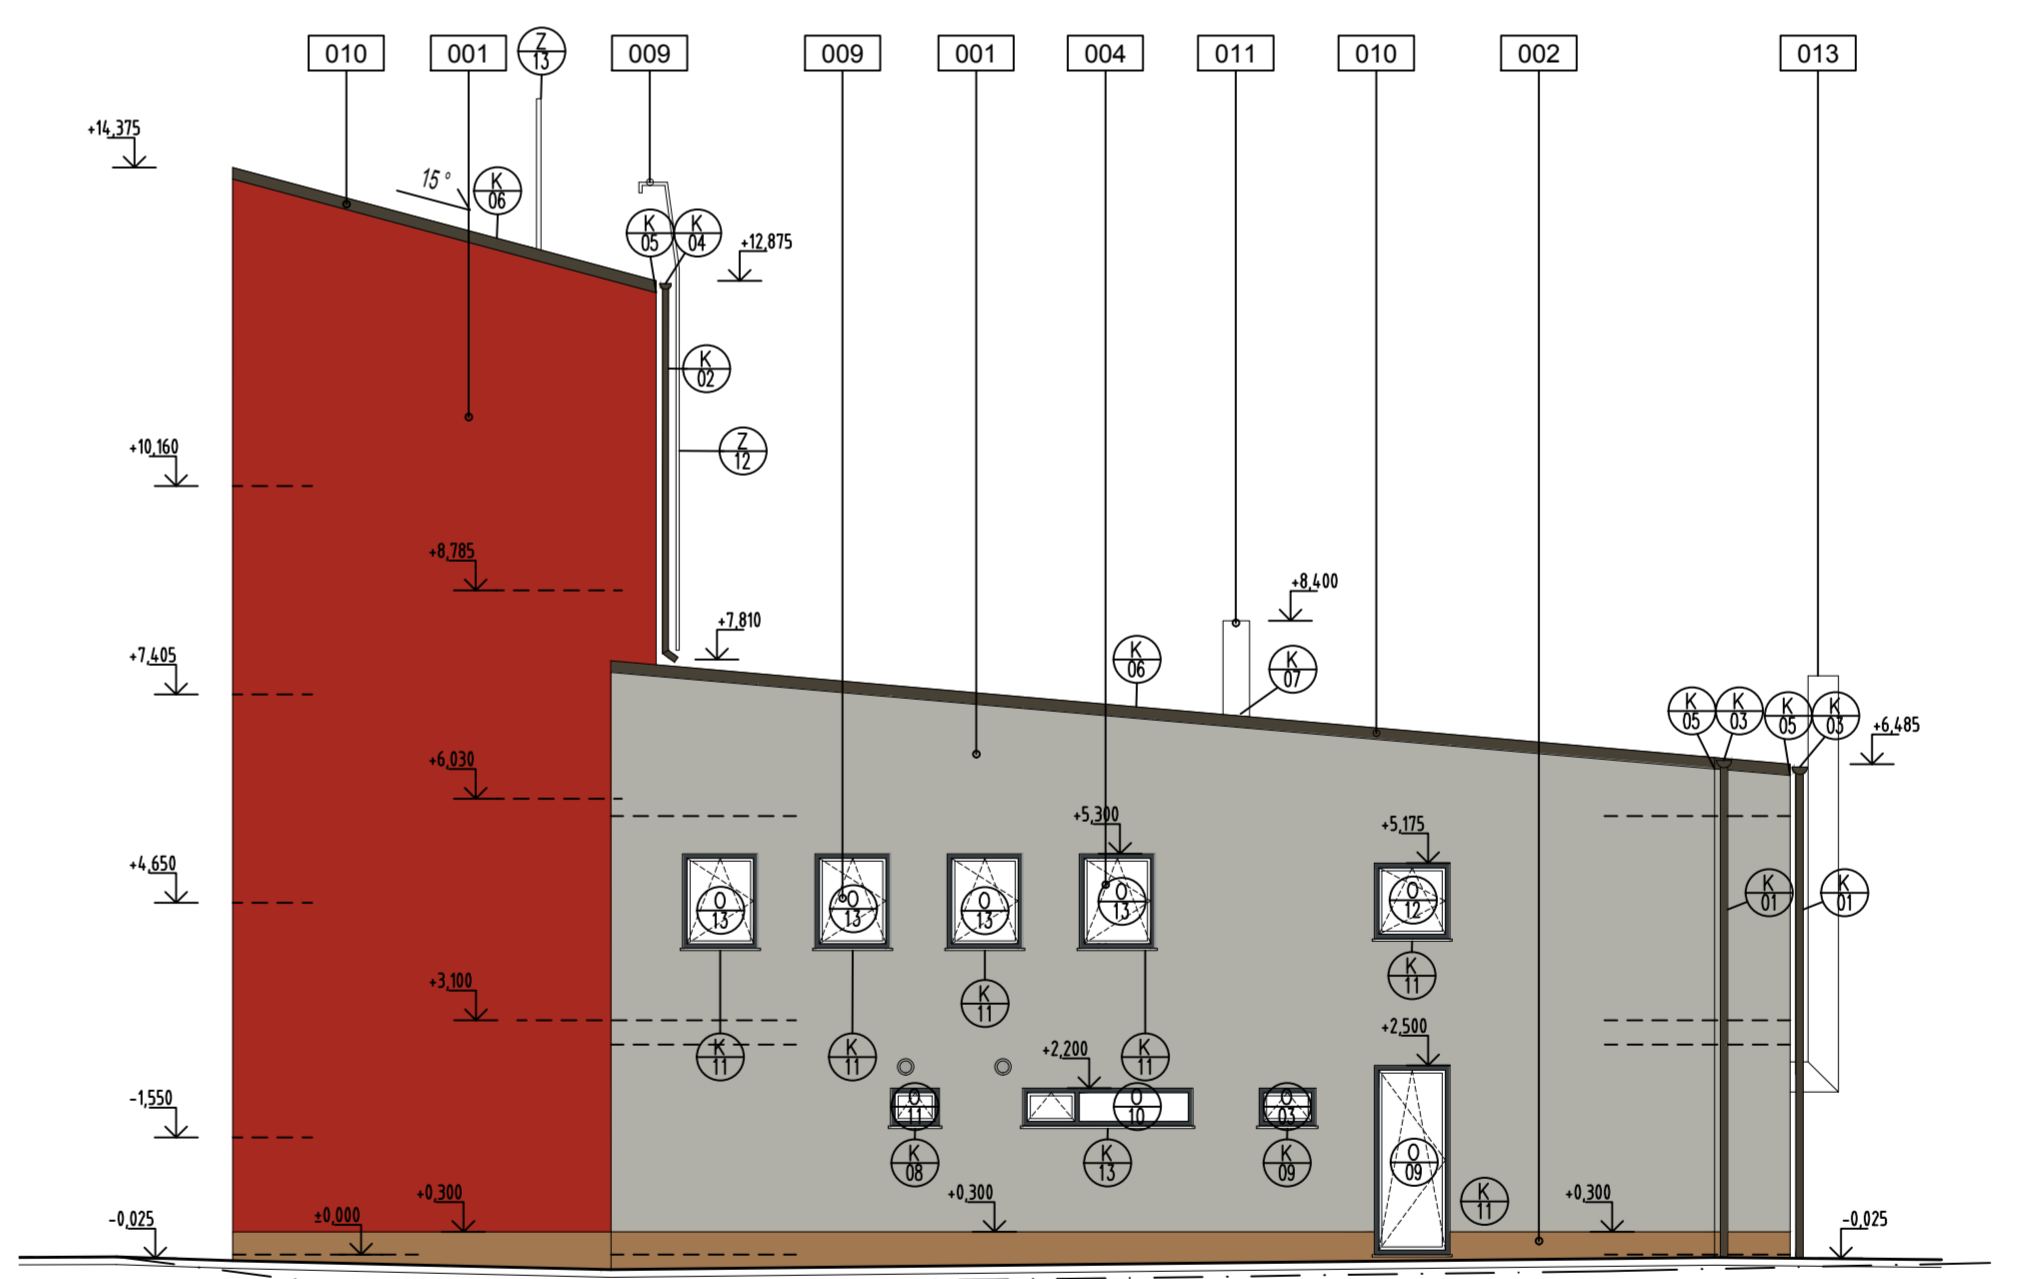 010
001
Z
13
009
009
001
004
011
010
002
013
+14,375
15°
K
06
K
05
K
04
+12,875
K
02
Z
12
+10,160
+8,785
+8,400
+7,810
+7,405
K
06
K
07
K
05
K
03
K
05
K
03
+6,485
+6,030
+5,300
+5,175
+4,650
O
13
O
13
O
13
O
13
O
12
K
01
K
01
+3,100
K
11
K
11
+2,500
K
11
K
11
+2,200
K
11
-1,550
O
11
O
10
O
03
K
08
K
13
K
09
O
09
K
11
+0,300
+0,300
+0,300
-0,025
±0,000
-0,025